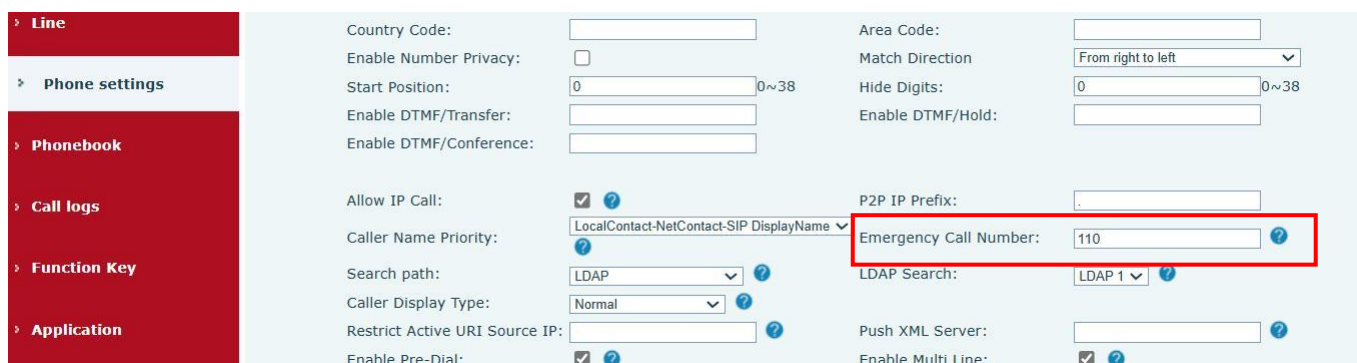 Line
Phone settings
Phonebook
Call logs
Function Key
Application
Country Code: Area Code:
Enable Number Privacy: Match Direction From right to left
Start Position: 0 0~38 Hide Digits: 0 0~38
Enable DTMF/Transfer: Enable DTMF/Hold:
Enable DTMF/Conference:
Allow IP Call: ? P2P IP Prefix: .
Caller Name Priority: LocalContact-NetContact-SIP DisplayName ? Emergency Call Number: 110 ?
Search path: LDAP ? LDAP Search: LDAP 1 ?
Caller Display Type: Normal ?
Restrict Active URI Source IP: ? Push XML Server: ?
Enable Pre-Dial: ? Enable Multi Line: ?